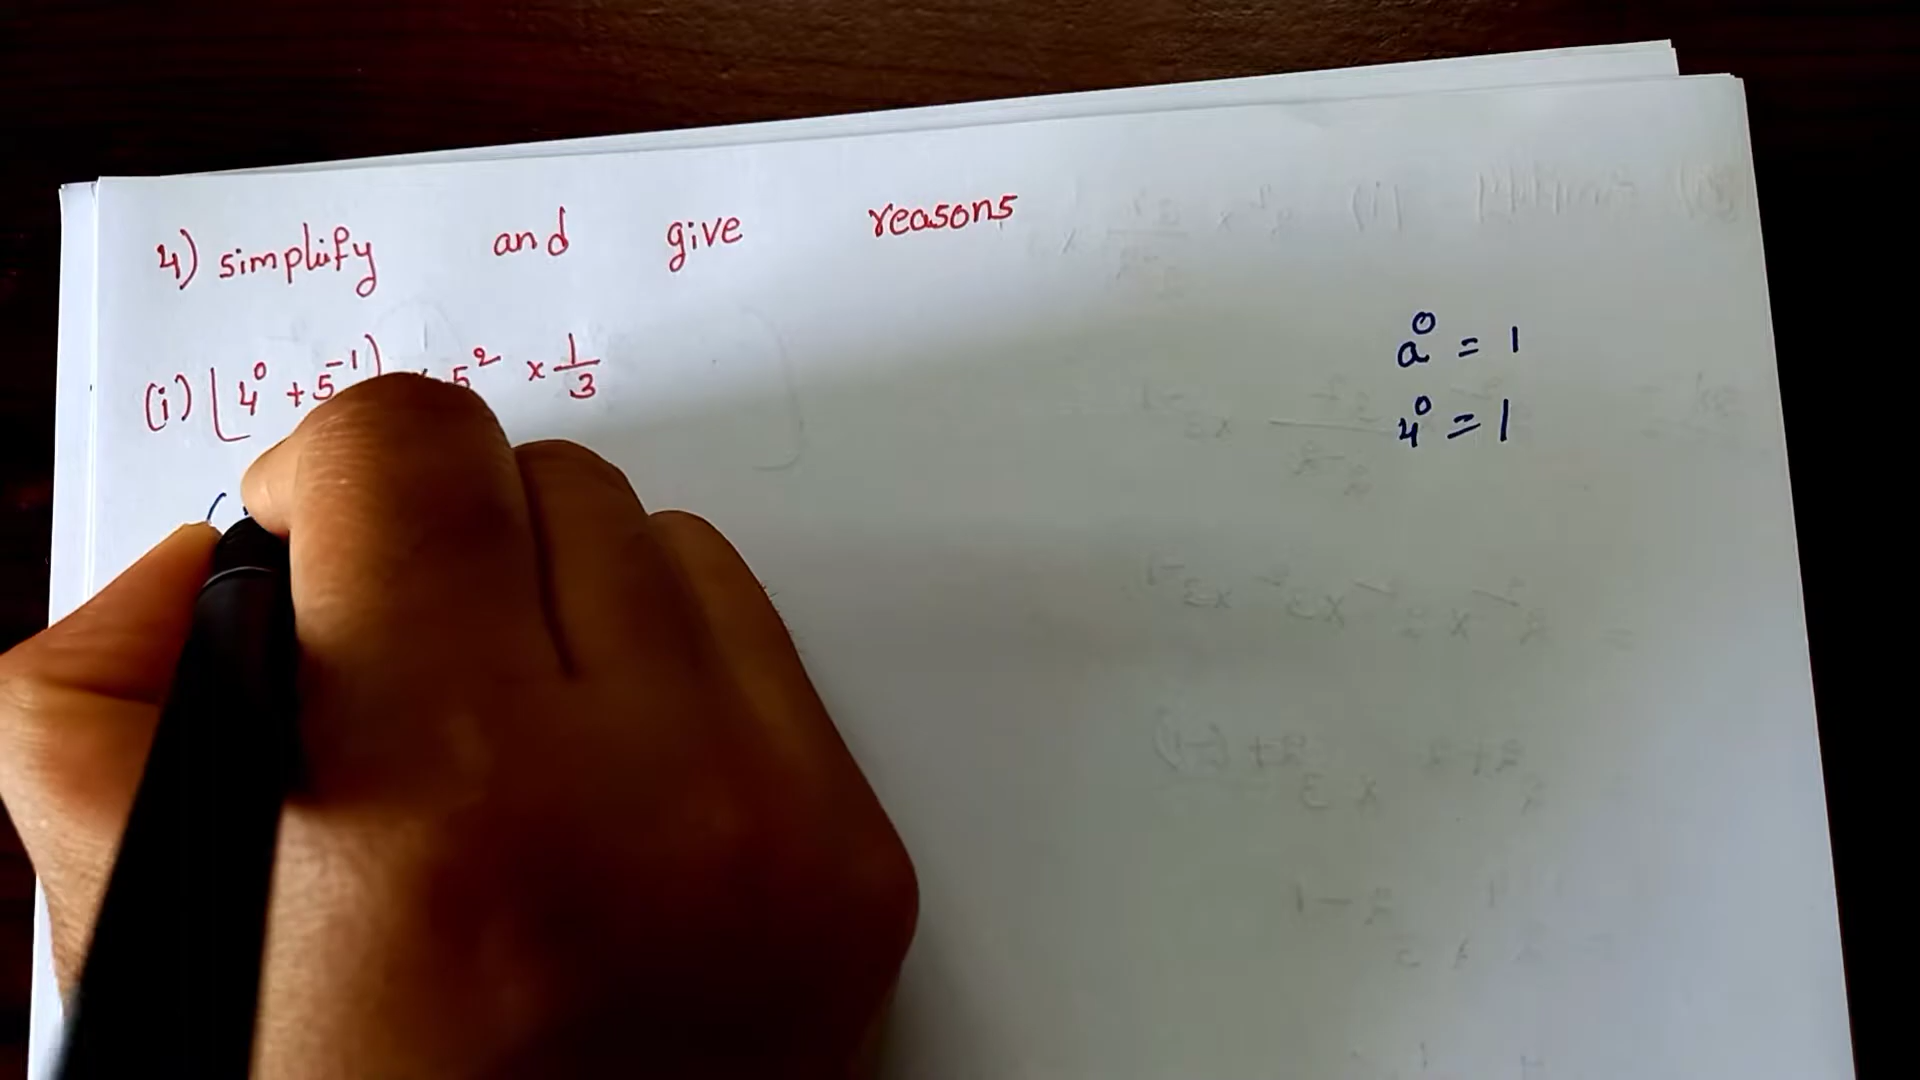 4) simplify and give reasons
(i) (4⁰ + 5⁻¹) × 5² × 1/3
a⁰ = 1
4⁰ = 1
(